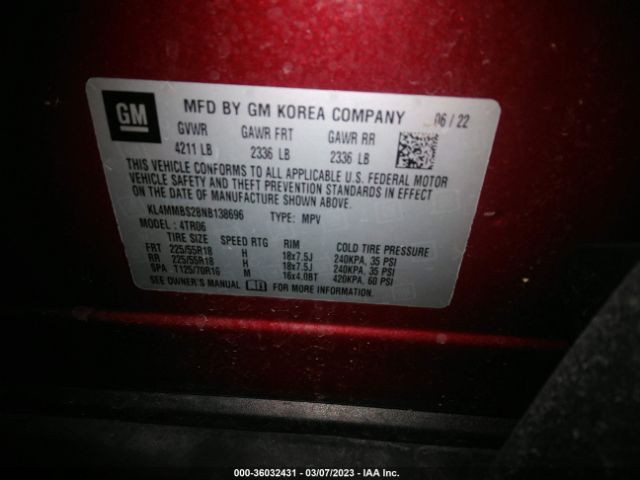 GM
MFD BY GM KOREA COMPANY 06 / 22
GVWR GAWR FRT GAWR RR
4211 LB 2336 LB 2336 LB
THIS VEHICLE CONFORMS TO ALL APPLICABLE U.S. FEDERAL MOTOR
VEHICLE SAFETY AND THEFT PREVENTION STANDARDS IN EFFECT
ON THE DATE OF MANUFACTURE SHOWN ABOVE.
KL4MMBS28NB138696 TYPE: MPV
MODEL : 4TR06
TIRE SIZE SPEED RTG RIM COLD TIRE PRESSURE
FRT 225/55R18 H 18x7.5J 240KPA, 35 PSI
RR 225/55R18 H 18x7.5J 240KPA, 35 PSI
SPA T125/70R16 M 16x4.0BT 420KPA, 60 PSI
SEE OWNER'S MANUAL FOR MORE INFORMATION.
000-36032431 - 03/07/2023 - IAA Inc.